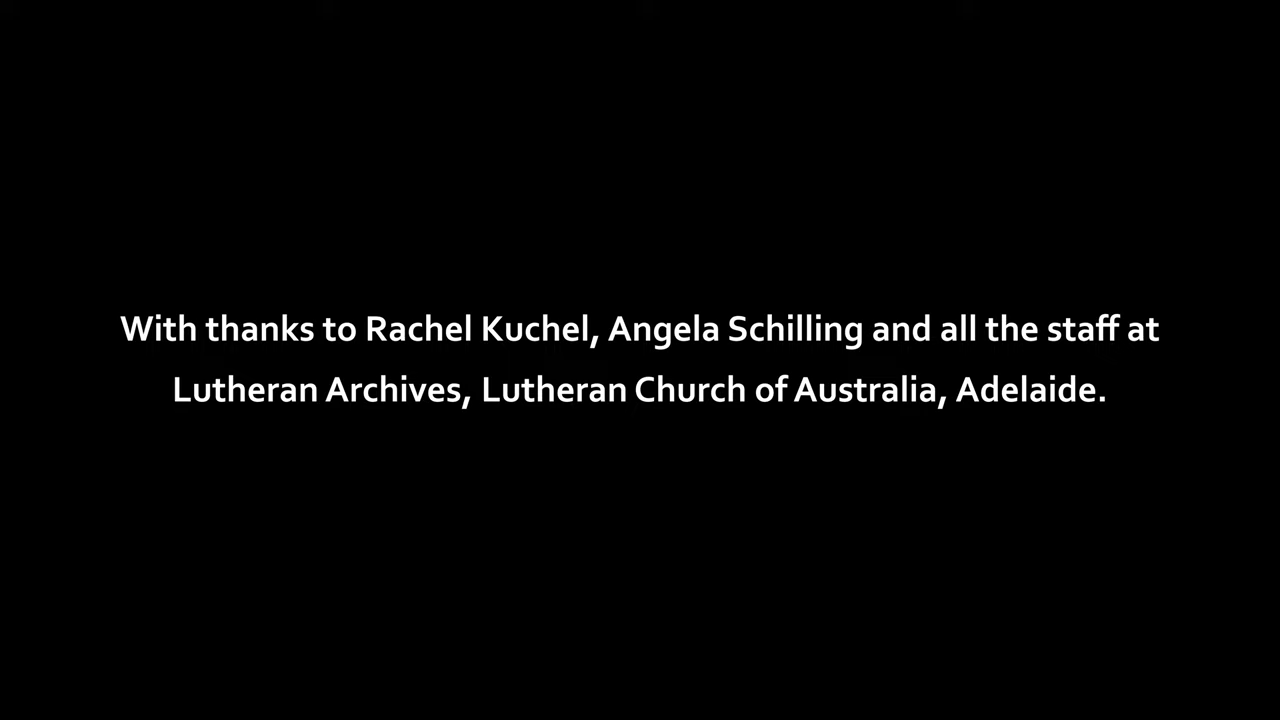 With thanks to Rachel Kuchel, Angela Schilling and all the staff at
Lutheran Archives, Lutheran Church of Australia, Adelaide.